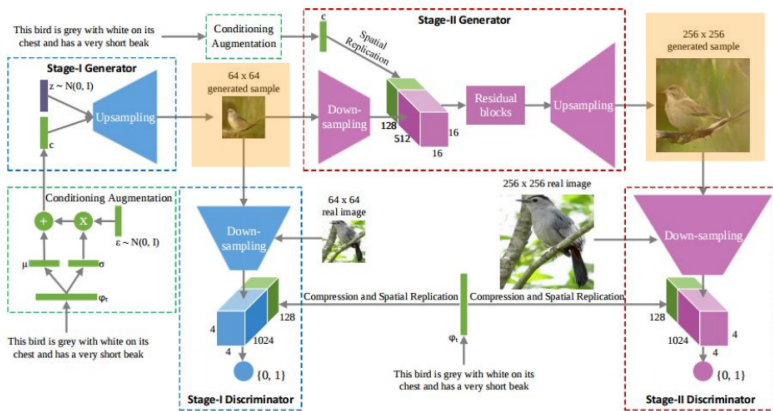 This bird is grey with white on its
chest and has a very short beak
Conditioning
Augmentation
c
Spatial
Replication
Stage-II Generator
256 x 256
generated sample
Stage-I Generator
z ~ N(0, I)
c
Upsampling
64 x 64
generated sample
Down-
sampling
128
512
16
16
Residual
blocks
Upsampling
Conditioning Augmentation
+
x
ε ~ N(0, I)
μ
σ
φt
This bird is grey with white on its
chest and has a very short beak
Down-
sampling
64 x 64
real image
256 x 256 real image
Down-sampling
4
4
1024
128
{0, 1}
Stage-I Discriminator
Compression and Spatial Replication
Compression and Spatial Replication
φt
This bird is grey with white on its
chest and has a very short beak
128
1024
4
4
{0, 1}
Stage-II Discriminator